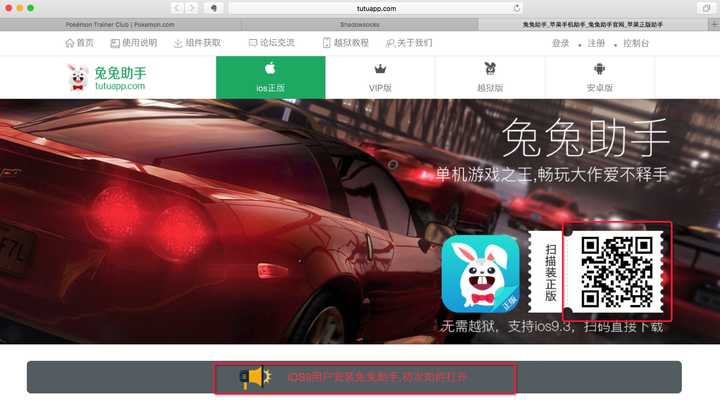 tutuapp.com
Pokémon Trainer Club | Pokemon.com
Shadowsocks
兔兔助手_苹果手机助手_兔兔助手官网_苹果正版助手
首页
使用说明
组件获取
论坛交流
越狱教程
关于我们
登录
注册
控制台
兔兔助手
tutuapp.com
ios正版
VIP版
越狱版
安卓版
兔兔助手
单机游戏之王,畅玩大作爱不释手
正版
扫描装正版
无需越狱，支持ios9.3，扫码直接下载
iOS9用户安装兔兔助手,初次如何打开